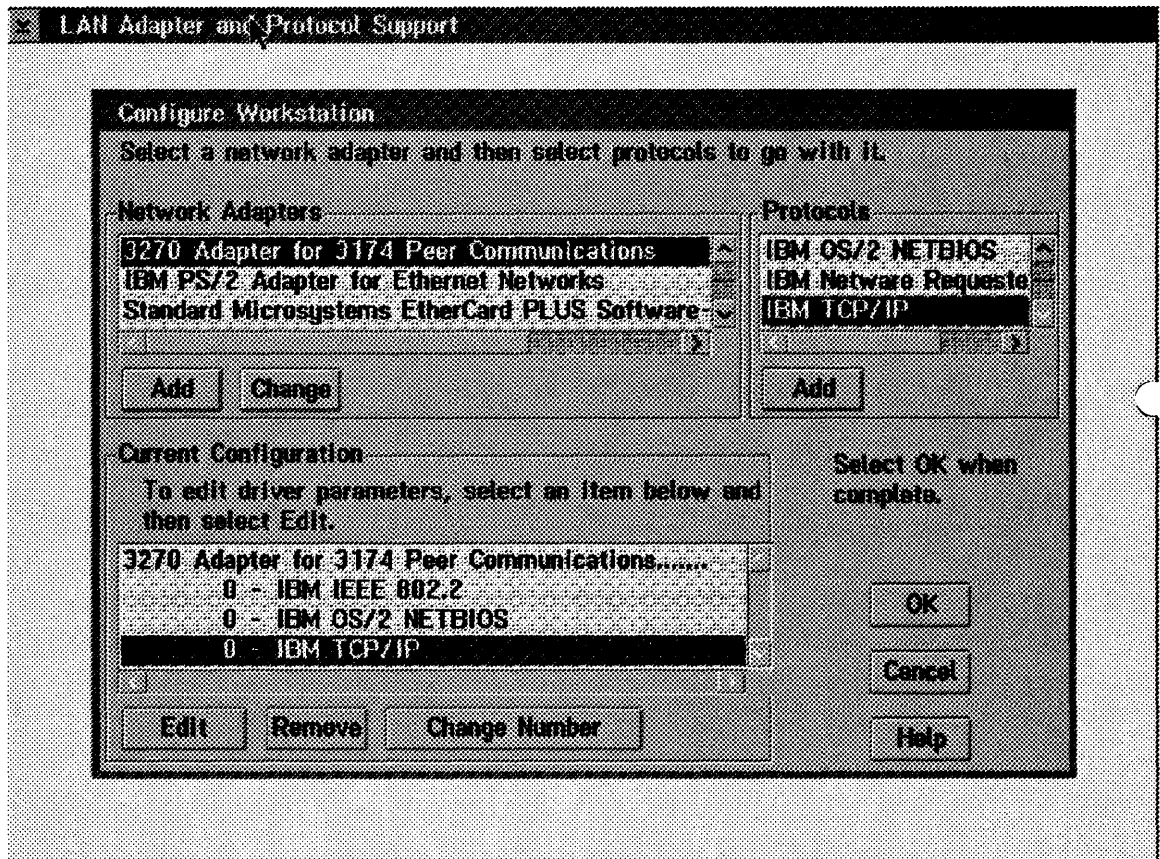 LAN Adapter and Protocol Support
Configure Workstation
Select a network adapter and then select protocols to go with it.
Network Adapters
3270 Adapter for 3174 Peer Communications
IBM PS/2 Adapter for Ethernet Networks
Standard Microsystems EtherCard PLUS Software-
Add
Change
Protocols
IBM OS/2 NETBIOS
IBM Netware Requeste
IBM TCP/IP
Add
Current Configuration
To edit driver parameters, select an item below and
then select Edit.
3270 Adapter for 3174 Peer Communications.......
0 - IBM IEEE 802.2
0 - IBM OS/2 NETBIOS
0 - IBM TCP/IP
Edit
Remove
Change Number
Select OK when
complete.
OK
Cancel
Help